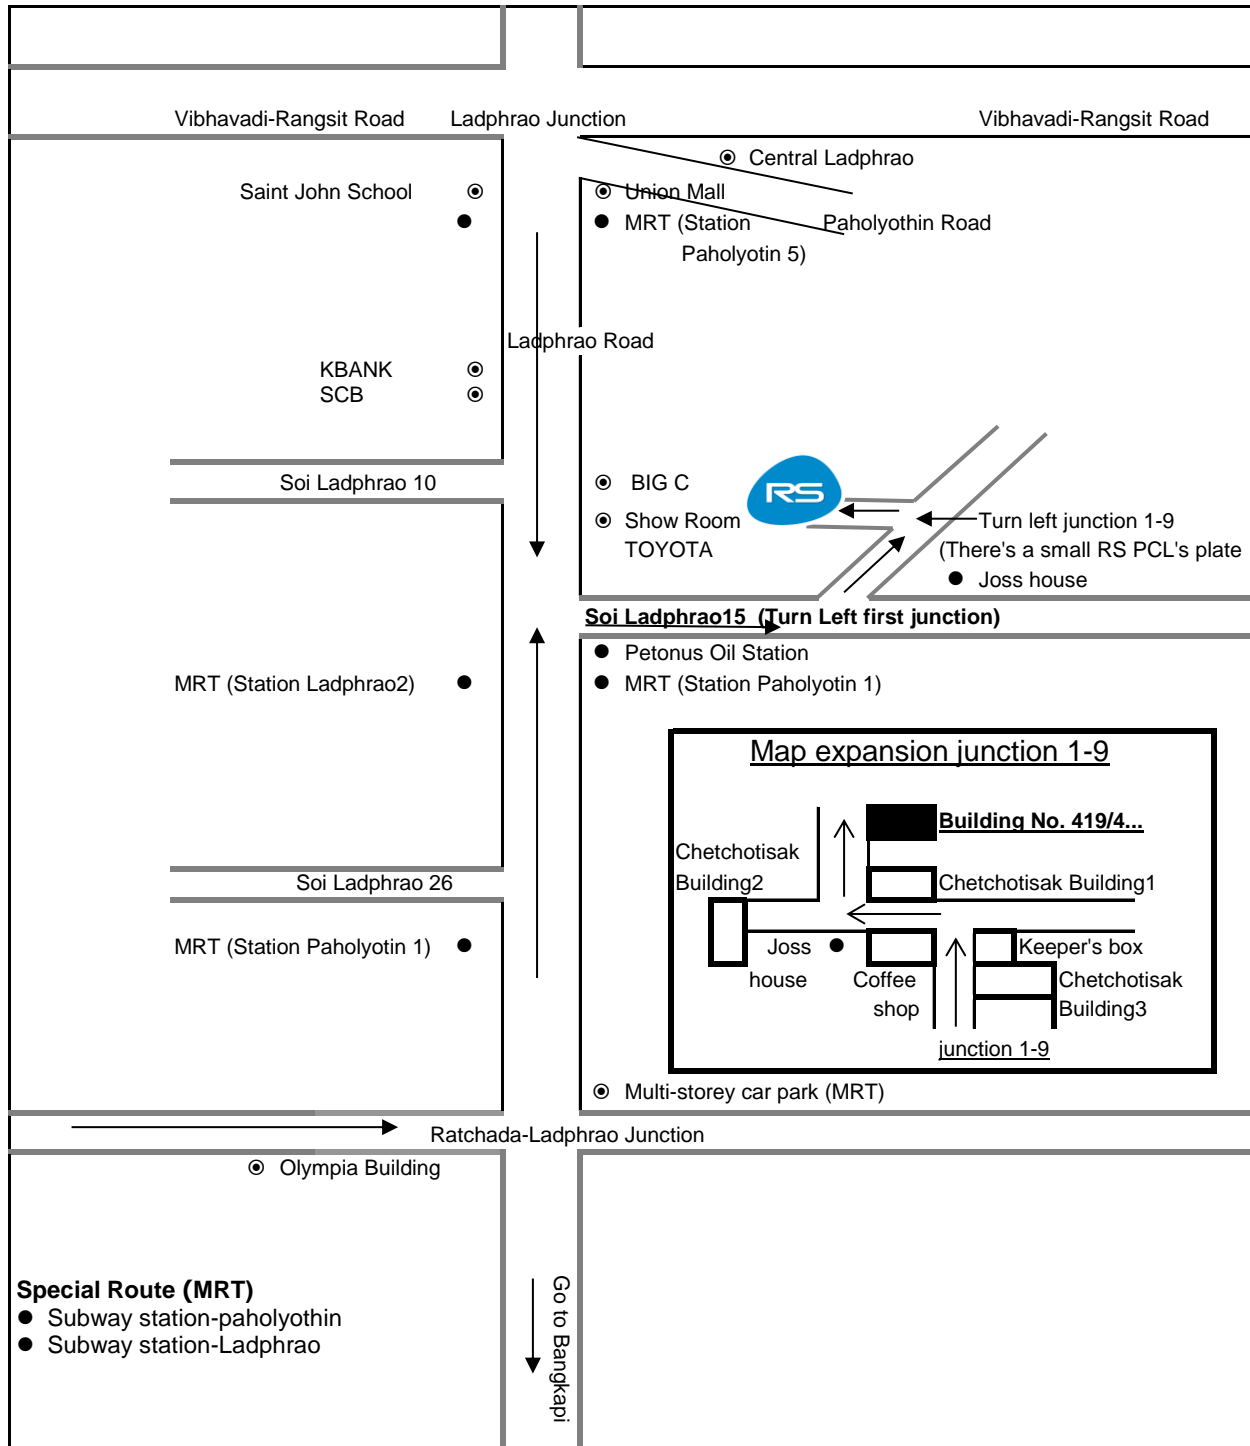 Vibhavadi-Rangsit Road
Ladphrao Junction
Vibhavadi-Rangsit Road
Central Ladphrao
Saint John School
Union Mall
MRT (Station
Paholyotin 5)
Paholyothin Road
Ladphrao Road
KBANK
SCB
Soi Ladphrao 10
BIG C
RS
Show Room
TOYOTA
Turn left junction 1-9
(There's a small RS PCL's plate
Joss house
Soi Ladphrao15 (Turn Left first junction)
Petonus Oil Station
MRT (Station Ladphrao2)
MRT (Station Paholyotin 1)
Map expansion junction 1-9
Building No. 419/4...
Chetchotisak
Building2
Chetchotisak Building1
Soi Ladphrao 26
MRT (Station Paholyotin 1)
Joss
house
Coffee
shop
Keeper's box
Chetchotisak
Building3
junction 1-9
Multi-storey car park (MRT)
Ratchada-Ladphrao Junction
Olympia Building
Special Route (MRT)
Subway station-paholyothin
Subway station-Ladphrao
Go to Bangkapi